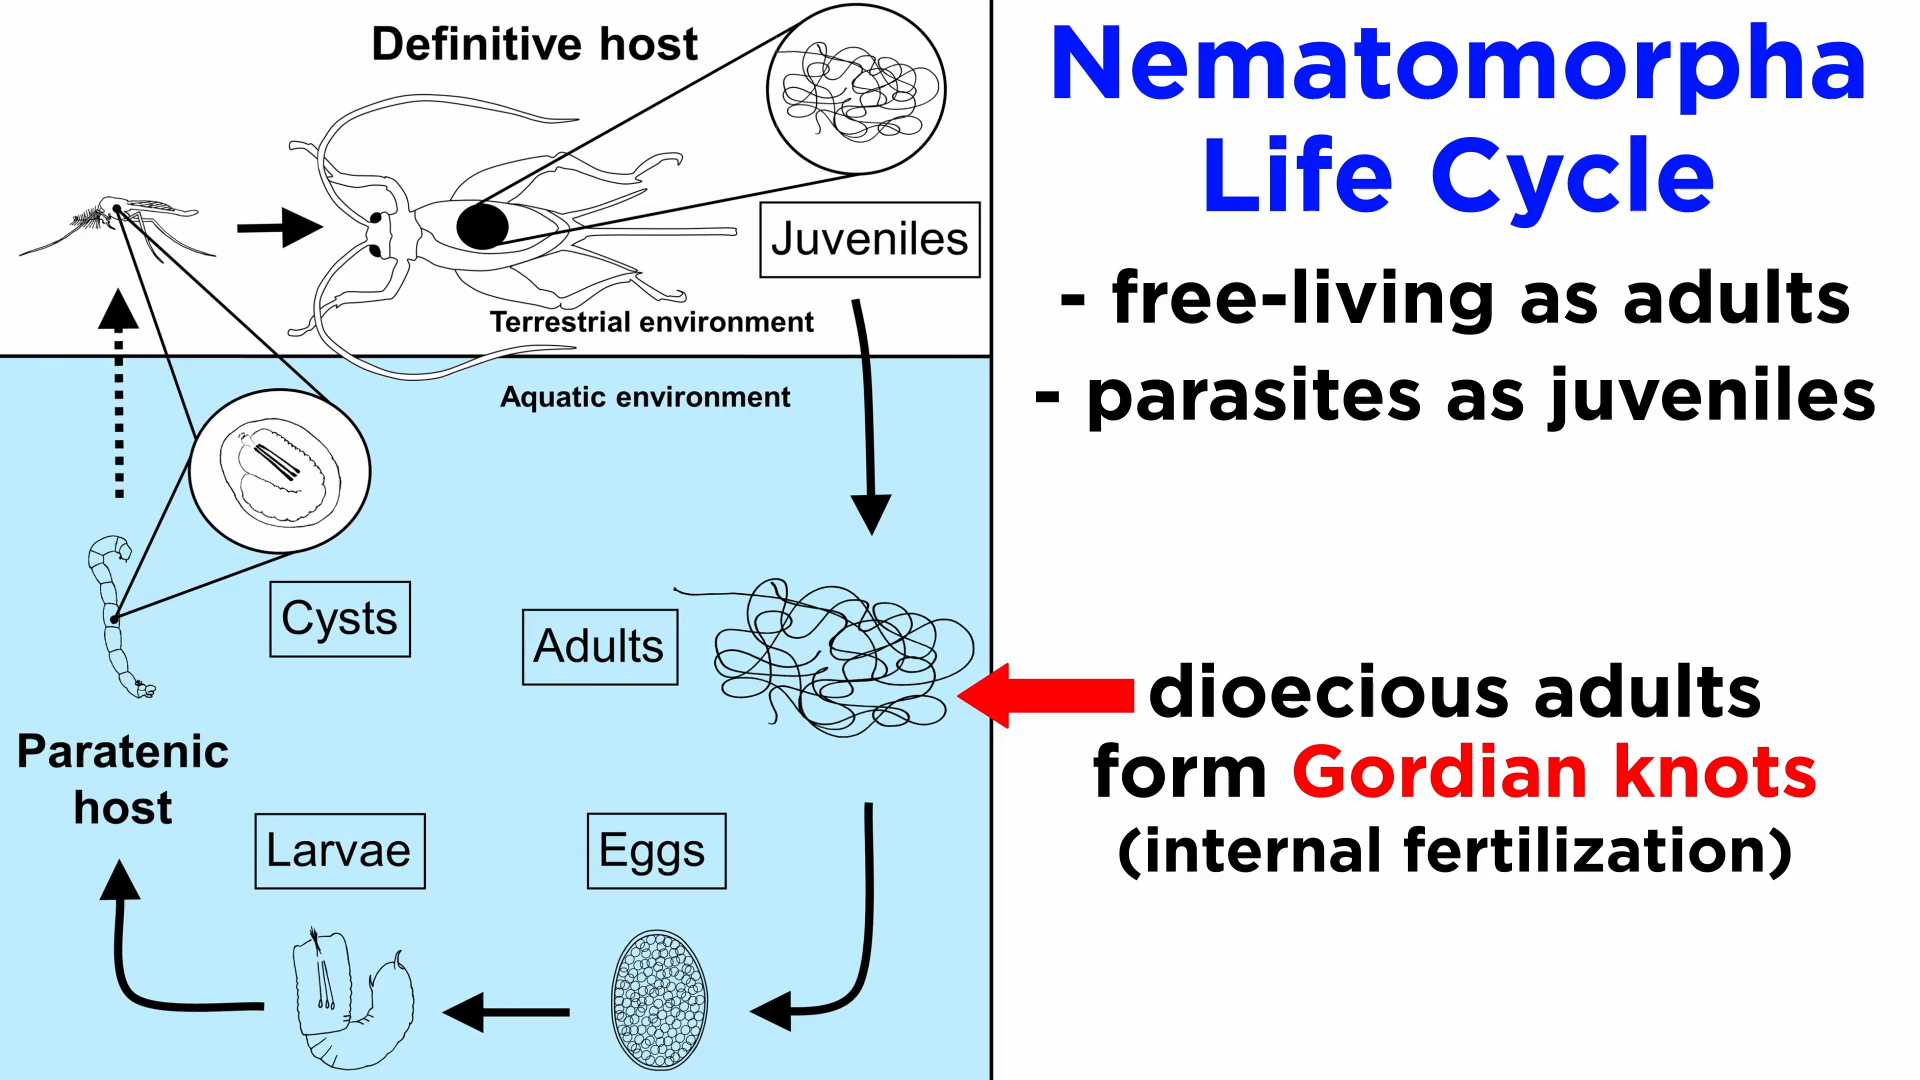 Definitive host
Juveniles
Terrestrial environment
Aquatic environment
Cysts
Adults
Paratenic
host
Larvae
Eggs
Nematomorpha
Life Cycle
- free-living as adults
- parasites as juveniles
dioecious adults
form Gordian knots
(internal fertilization)